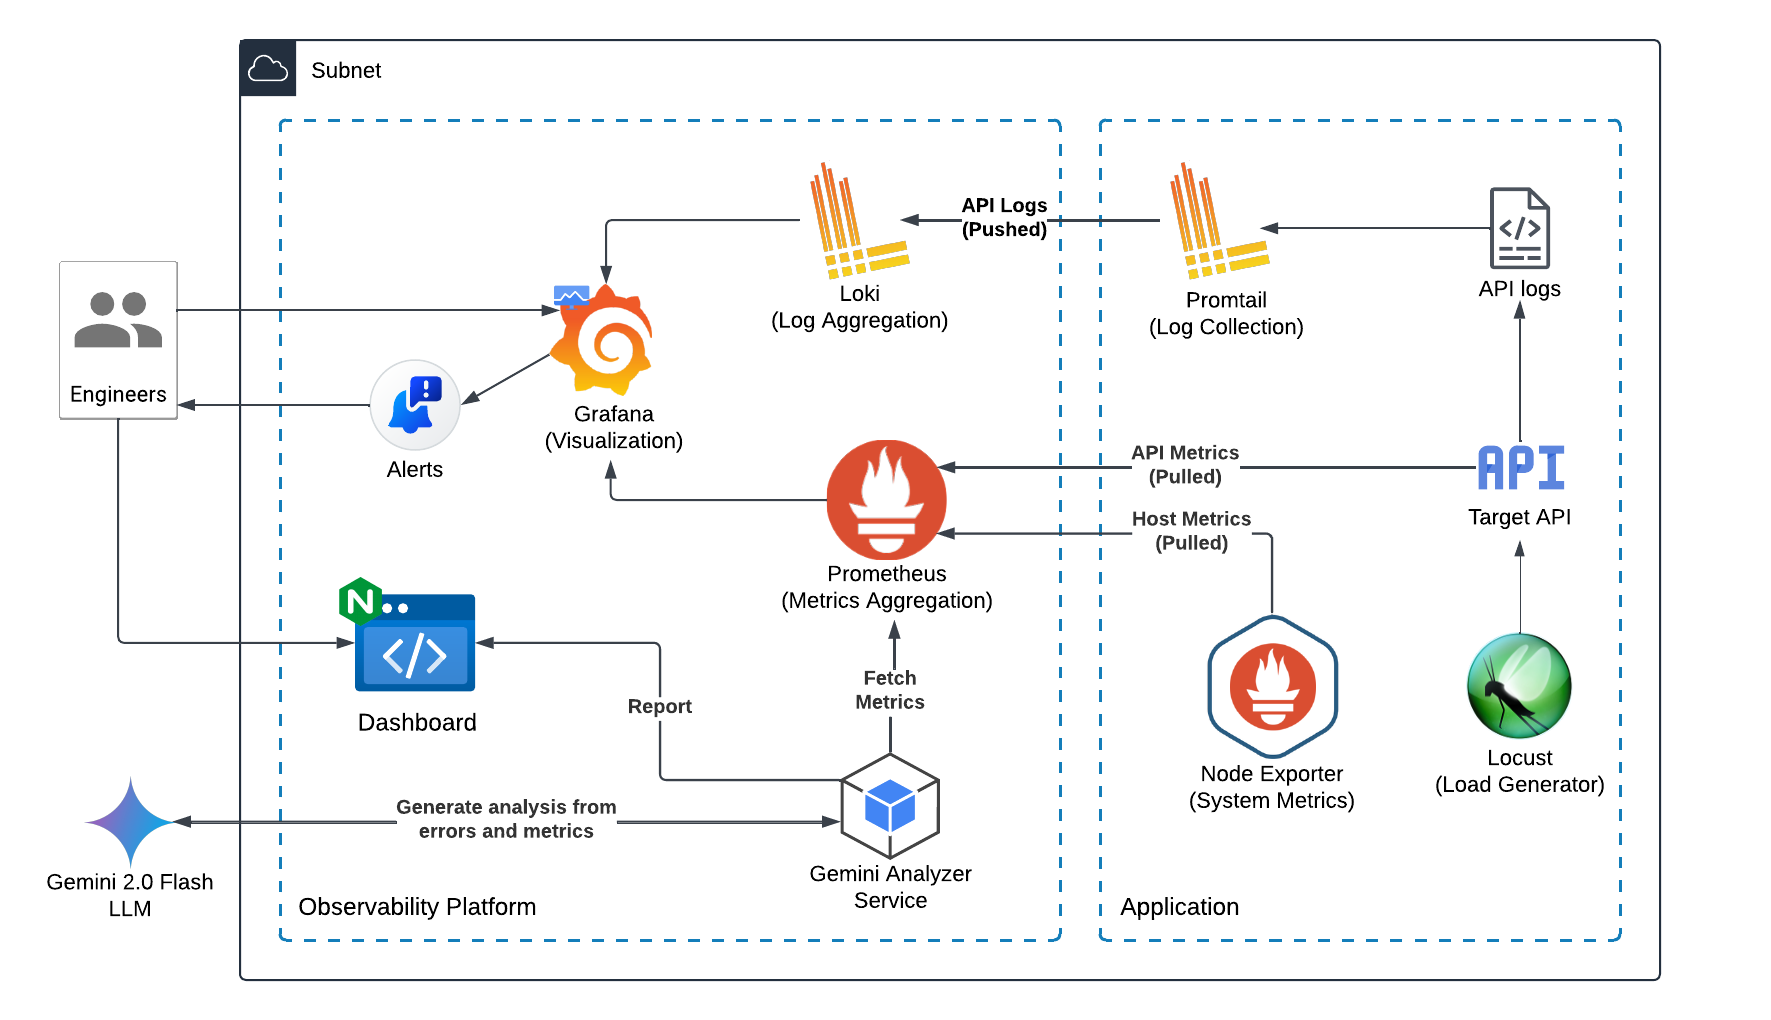 Subnet
API Logs
(Pushed)
Loki
(Log Aggregation)
Promtail
(Log Collection)
API logs
Engineers
Alerts
Grafana
(Visualization)
API Metrics
(Pulled)
API
Target API
Host Metrics
(Pulled)
Prometheus
(Metrics Aggregation)
N
</>
Dashboard
Report
Fetch
Metrics
Node Exporter
(System Metrics)
Locust
(Load Generator)
Generate analysis from
errors and metrics
Gemini 2.0 Flash
LLM
Gemini Analyzer
Service
Observability Platform
Application